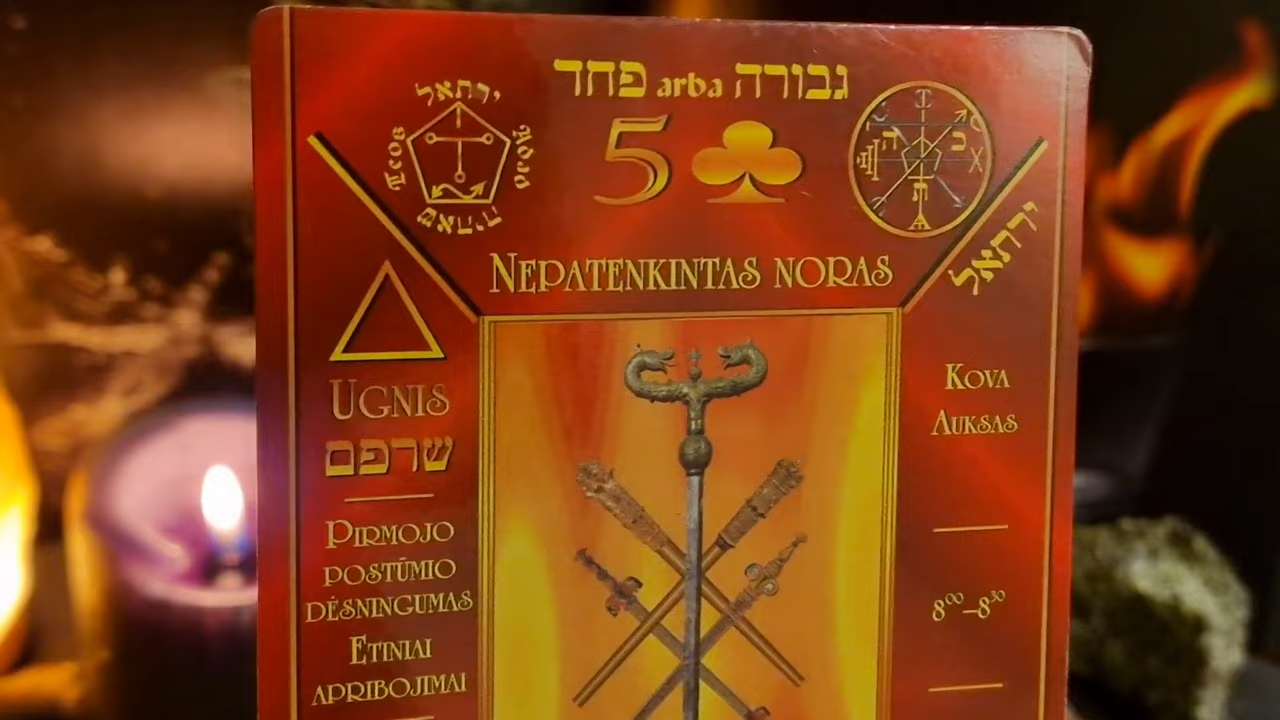 גבורה arba פחד
5
ירתאל
NEPATENKINTAS NORAS
ירתאל
UGNIS
שרפם
PIRMOJO
POSTŪMIO
DĖSNINGUMAS
ETINIAI
APRIBOJIMAI
KOVA
AUKSAS
8⁰⁰–8³⁰